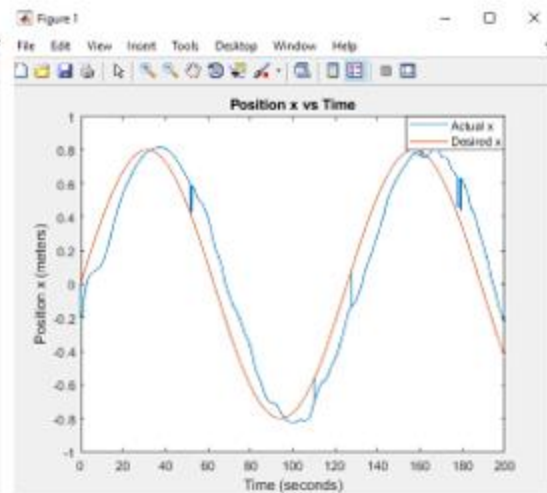 Figure 1
File Edit View Insert Tools Desktop Window Help
Position x vs Time
Actual x
Desired x
1
0.8
0.6
0.4
0.2
0
-0.2
-0.4
-0.6
-0.8
-1
Position x (meters)
0 20 40 60 80 100 120 140 160 180 200
Time (seconds)